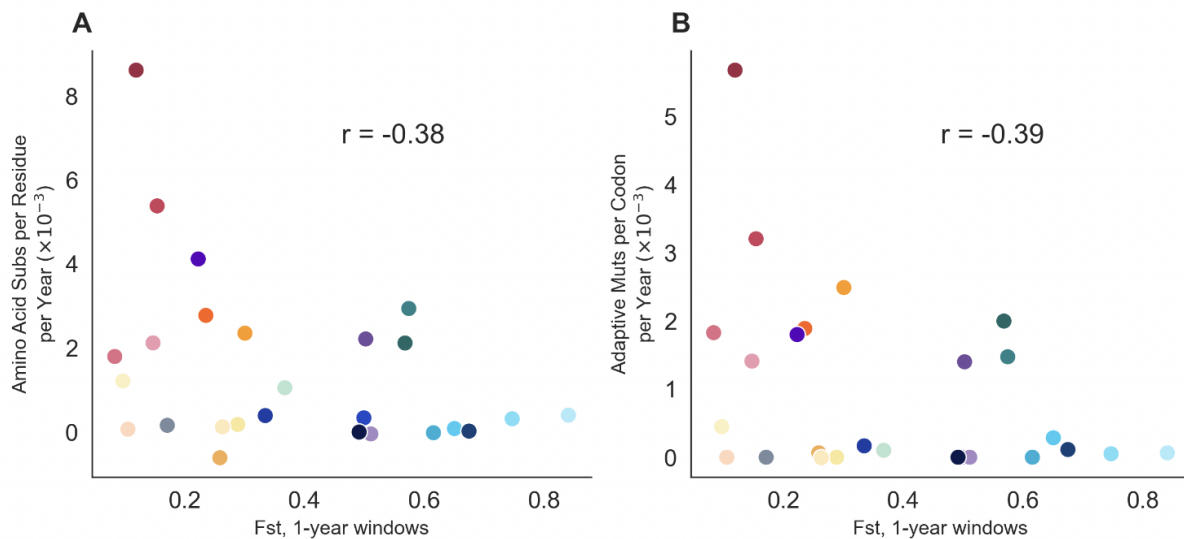 A
B
Amino Acid Subs per Residue
per Year (×10⁻³)
8
6
4
2
0
r = -0.38
0.2
0.4
0.6
0.8
Fst, 1-year windows
Adaptive Muts per Codon
per Year (×10⁻³)
5
4
3
2
1
0
r = -0.39
0.2
0.4
0.6
0.8
Fst, 1-year windows